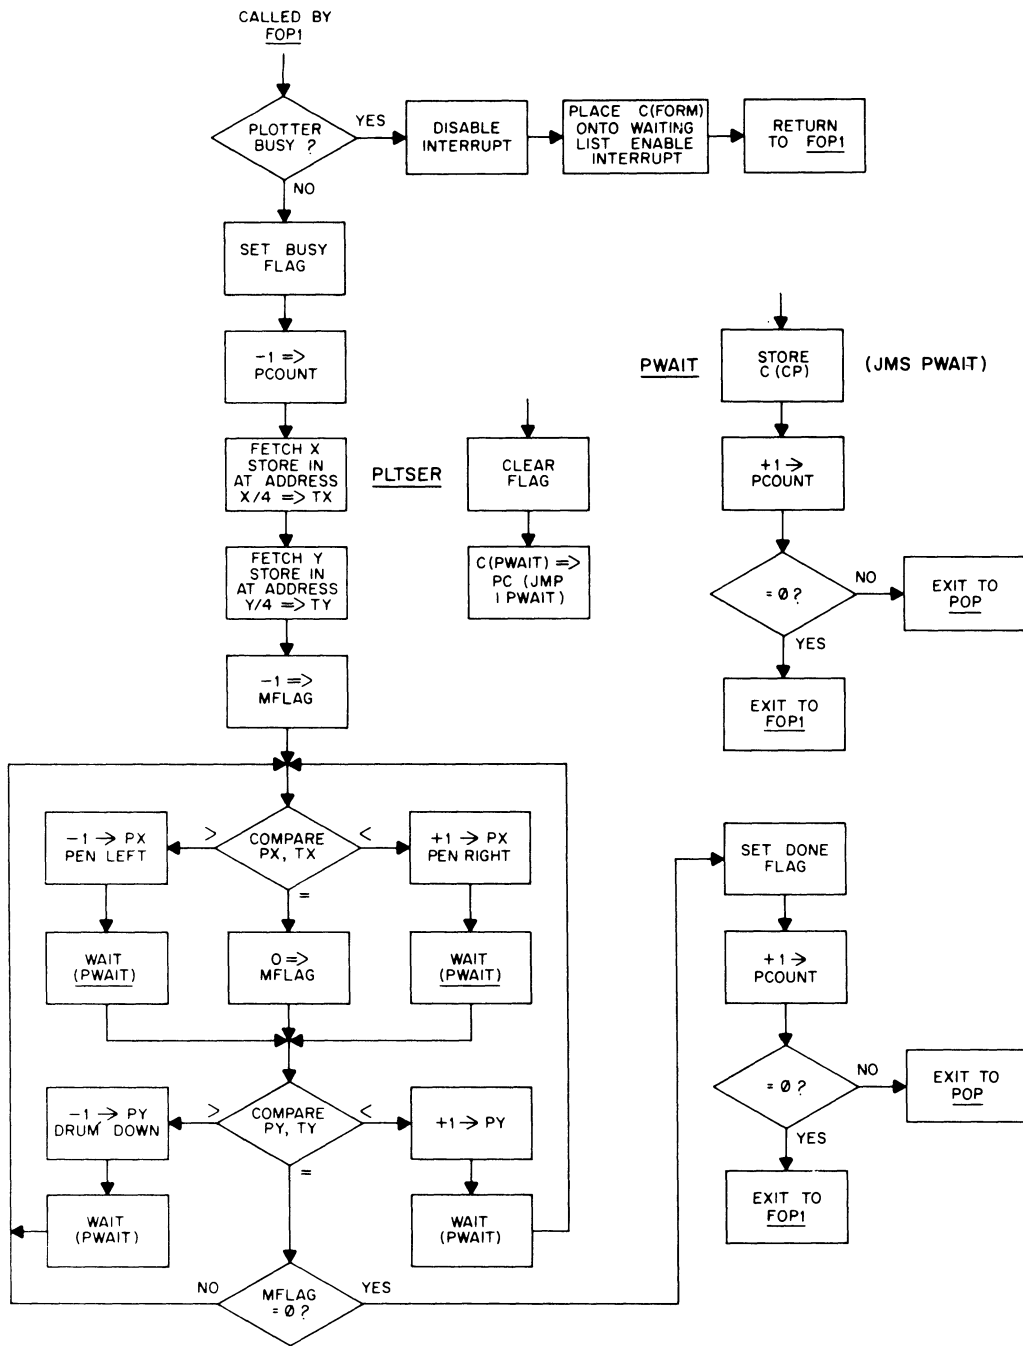 CALLED BY
FOP1
PLOTTER
BUSY ?
YES
NO
DISABLE
INTERRUPT
PLACE C(FORM)
ONTO WAITING
LIST ENABLE
INTERRUPT
RETURN
TO FOP1
SET BUSY
FLAG
-1 =>
PCOUNT
FETCH X
STORE IN
AT ADDRESS
X/4 => TX
FETCH Y
STORE IN
AT ADDRESS
Y/4 => TY
-1 =>
MFLAG
PLTSER
CLEAR
FLAG
C(PWAIT) =>
PC (JMP
I PWAIT)
PWAIT
STORE
C(CP)
(JMS PWAIT)
+1 →
PCOUNT
= Ø?
NO
EXIT TO
POP
YES
EXIT TO
FOP1
COMPARE
PX, TX
>
<
=
-1 → PX
PEN LEFT
+1 → PX
PEN RIGHT
WAIT
(PWAIT)
0 =>
MFLAG
WAIT
(PWAIT)
COMPARE
PY, TY
>
<
=
-1 → PY
DRUM DOWN
+1 → PY
WAIT
(PWAIT)
WAIT
(PWAIT)
MFLAG
= Ø?
NO
YES
SET DONE
FLAG
+1 →
PCOUNT
= Ø?
NO
EXIT TO
POP
YES
EXIT TO
FOP1